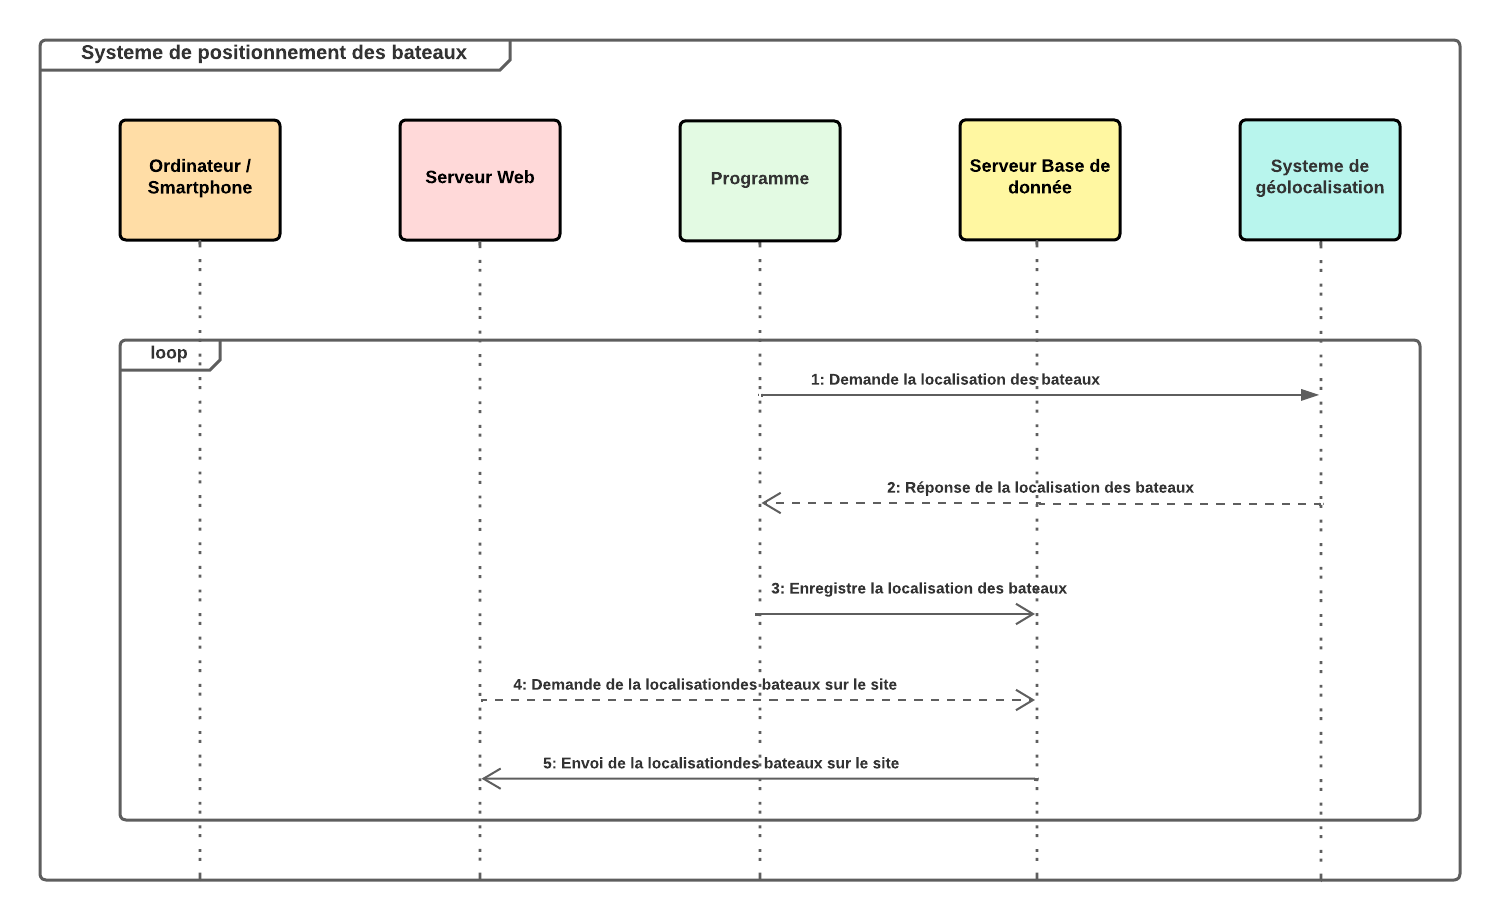 Systeme de positionnement des bateaux
Ordinateur /
Smartphone
Serveur Web
Programme
Serveur Base de
donnée
Systeme de
géolocalisation
loop
1: Demande la localisation des bateaux
2: Réponse de la localisation des bateaux
3: Enregistre la localisation des bateaux
4: Demande de la localisationdes bateaux sur le site
5: Envoi de la localisationdes bateaux sur le site